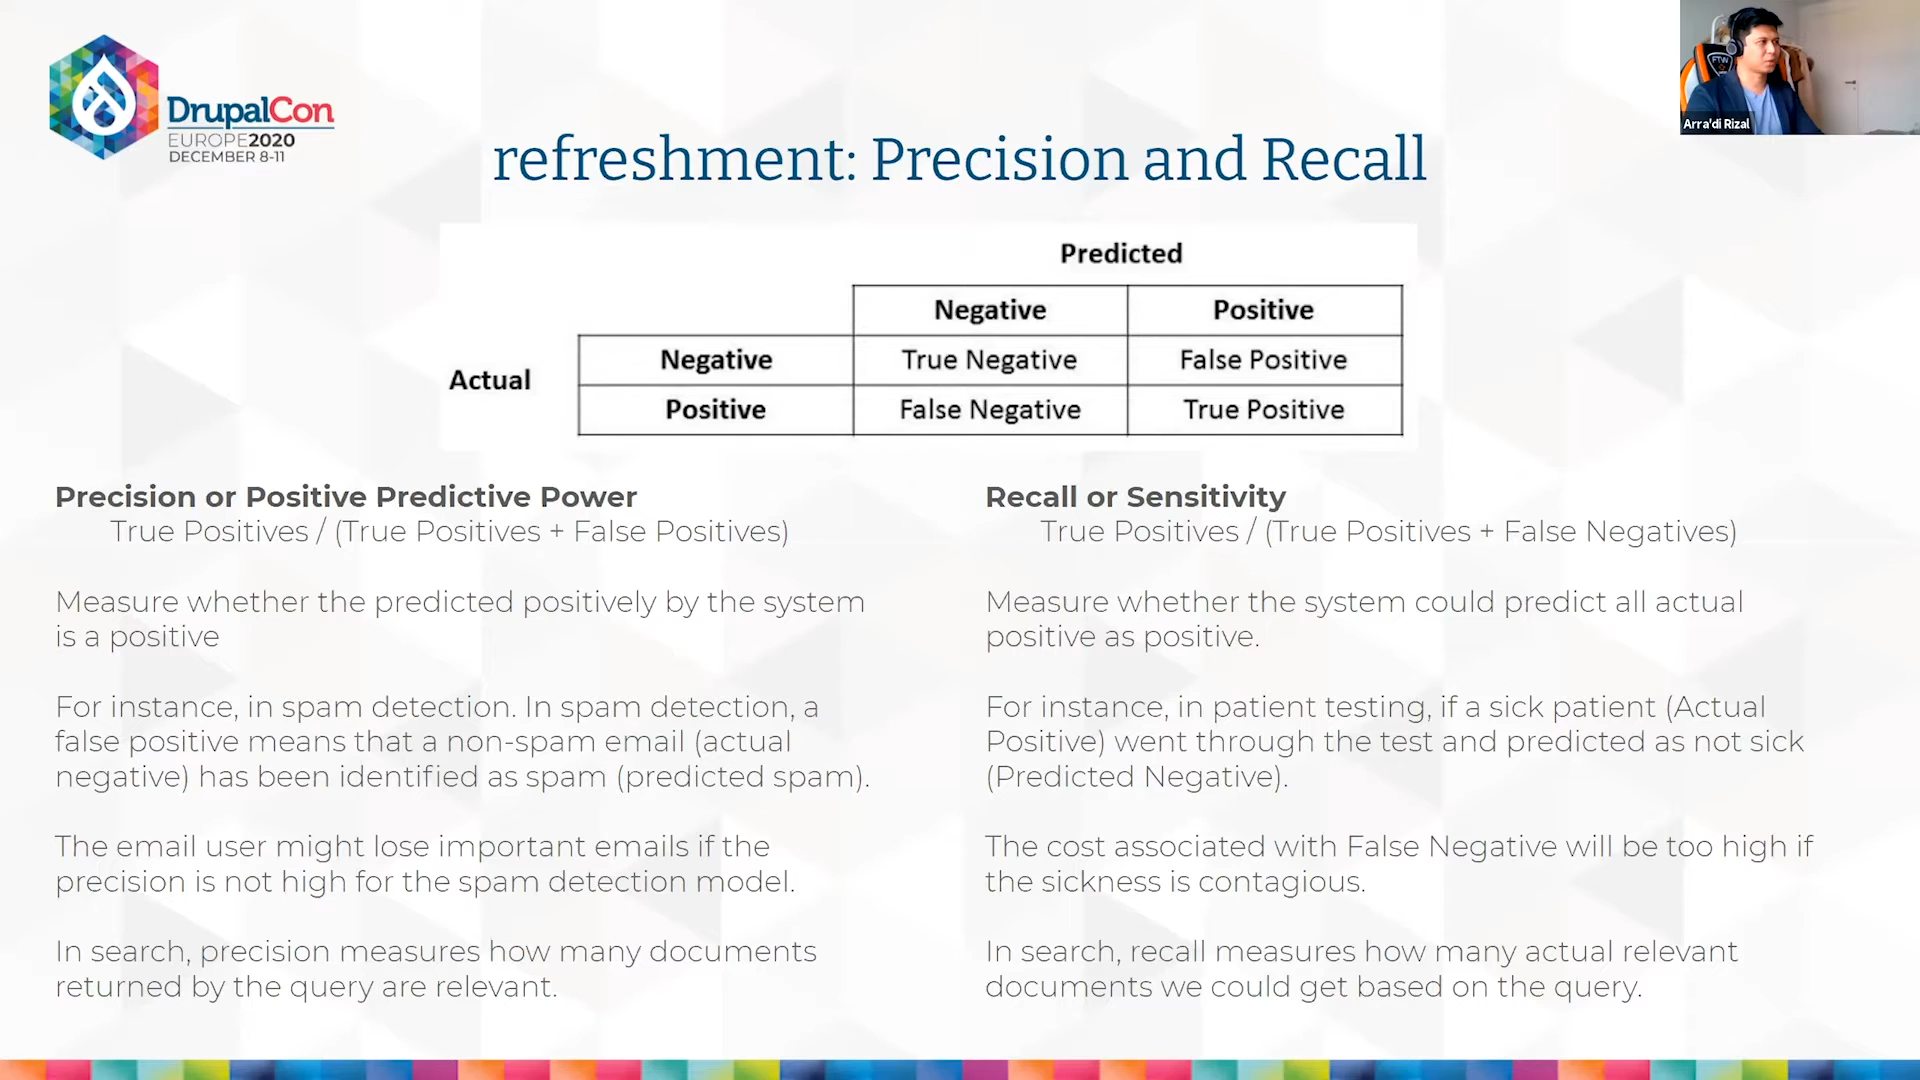 DrupalCon
EUROPE2020
DECEMBER 8-11
FTW
Arra'di Rizal
refreshment: Precision and Recall
Predicted
Negative Positive
Actual
Negative True Negative False Positive
Positive False Negative True Positive
Precision or Positive Predictive Power
True Positives / (True Positives + False Positives)
Measure whether the predicted positively by the system
is a positive
For instance, in spam detection. In spam detection, a
false positive means that a non-spam email (actual
negative) has been identified as spam (predicted spam).
The email user might lose important emails if the
precision is not high for the spam detection model.
In search, precision measures how many documents
returned by the query are relevant.
Recall or Sensitivity
True Positives / (True Positives + False Negatives)
Measure whether the system could predict all actual
positive as positive.
For instance, in patient testing, if a sick patient (Actual
Positive) went through the test and predicted as not sick
(Predicted Negative).
The cost associated with False Negative will be too high if
the sickness is contagious.
In search, recall measures how many actual relevant
documents we could get based on the query.